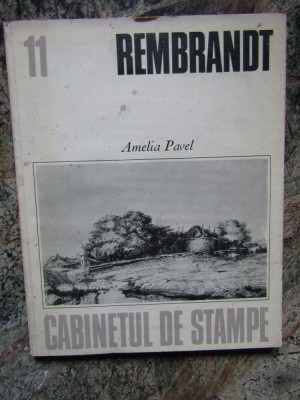 11 REMBRANDT
Amelia Pavel
CABINETUL DE STAMPE